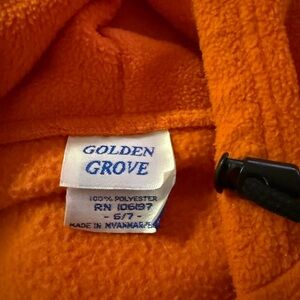 GOLDEN
GROVE
100% POLYESTER
RN 106197
- 6/7 -
MADE IN MYANMAR